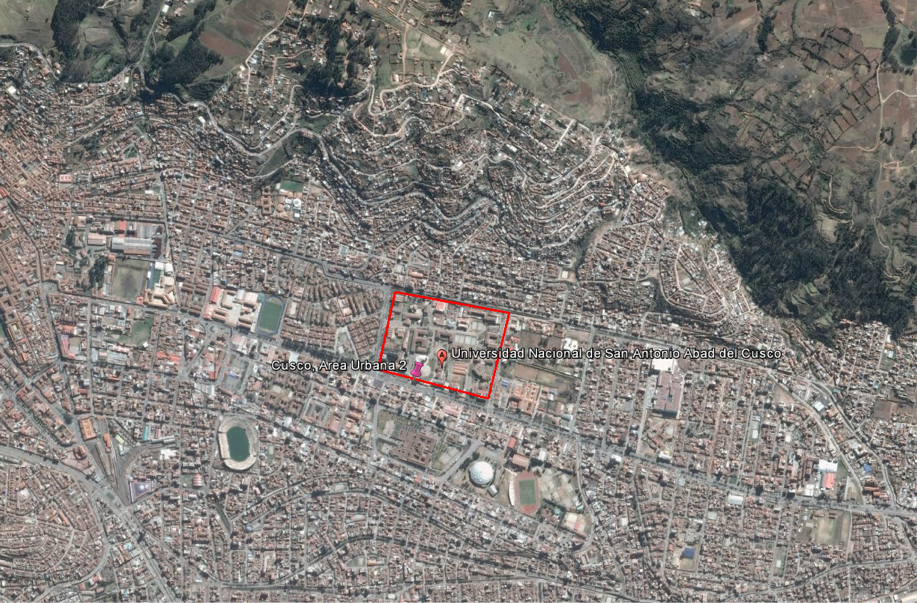 Universidad Nacional de San Antonio Abad del Cusco
Cusco, Area Urbana 2